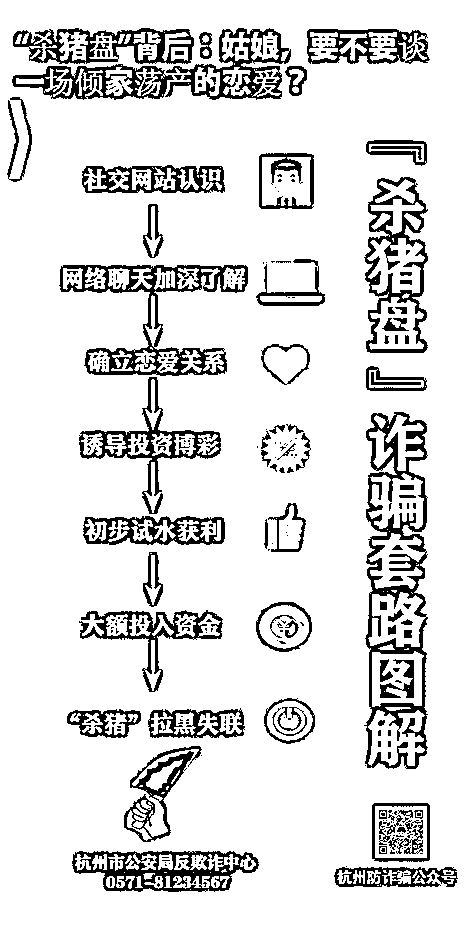 “杀猪盘”背后：姑娘，要不要谈
一场倾家荡产的恋爱？
『杀猪盘』诈骗套路图解
社交网站认识
网络聊天加深了解
确立恋爱关系
诱导投资博彩
初步试水获利
大额投入资金
“杀猪”拉黑失联
杭州市公安局反欺诈中心
0571-81234567
杭州防诈骗公众号